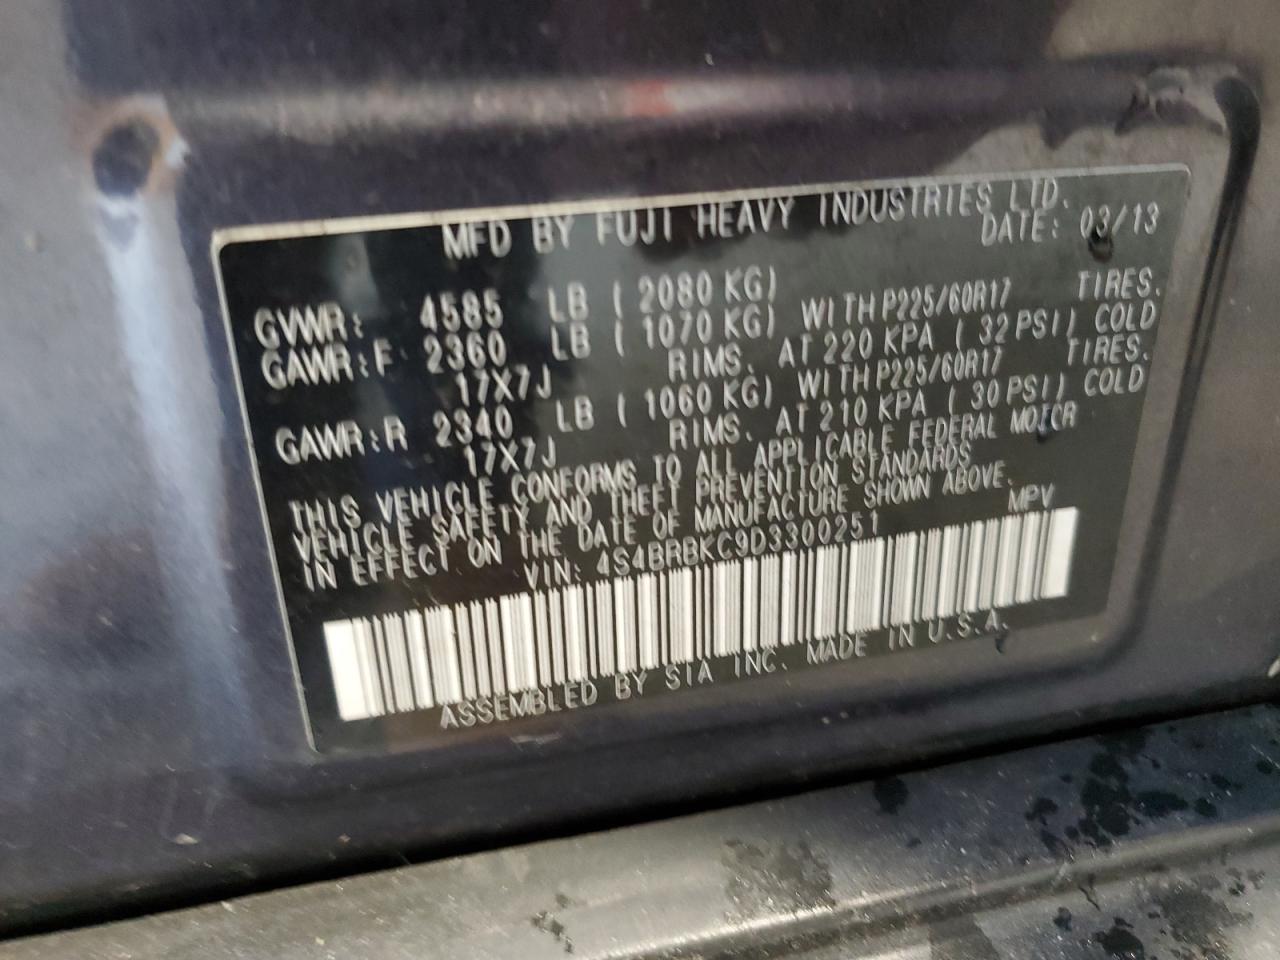 MFD BY FUJI HEAVY INDUSTRIES LTD.
DATE: 03/13
GVWR: 4585 LB ( 2080 KG)
GAWR:F 2360 LB ( 1070 KG) WITH P225/60R17 TIRES.
17X7J RIMS. AT 220 KPA ( 32 PSI) COLD
GAWR:R 2340 LB ( 1060 KG) WITH P225/60R17 TIRES.
17X7J RIMS. AT 210 KPA ( 30 PSI) COLD
THIS VEHICLE CONFORMS TO ALL APPLICABLE FEDERAL MOTOR
VEHICLE SAFETY AND THEFT PREVENTION STANDARDS
IN EFFECT ON THE DATE OF MANUFACTURE SHOWN ABOVE.
VIN: 4S4BRBKC9D3300251 MPV
ASSEMBLED BY SIA INC. MADE IN U.S.A.